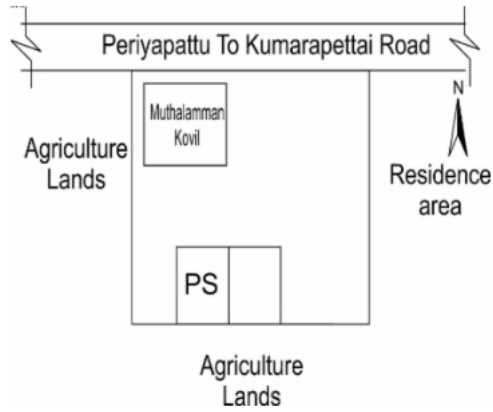 Periyapattu To Kumarapettai Road
N
Muthalamman
Kovil
Agriculture
Lands
Residence
area
PS
Agriculture
Lands